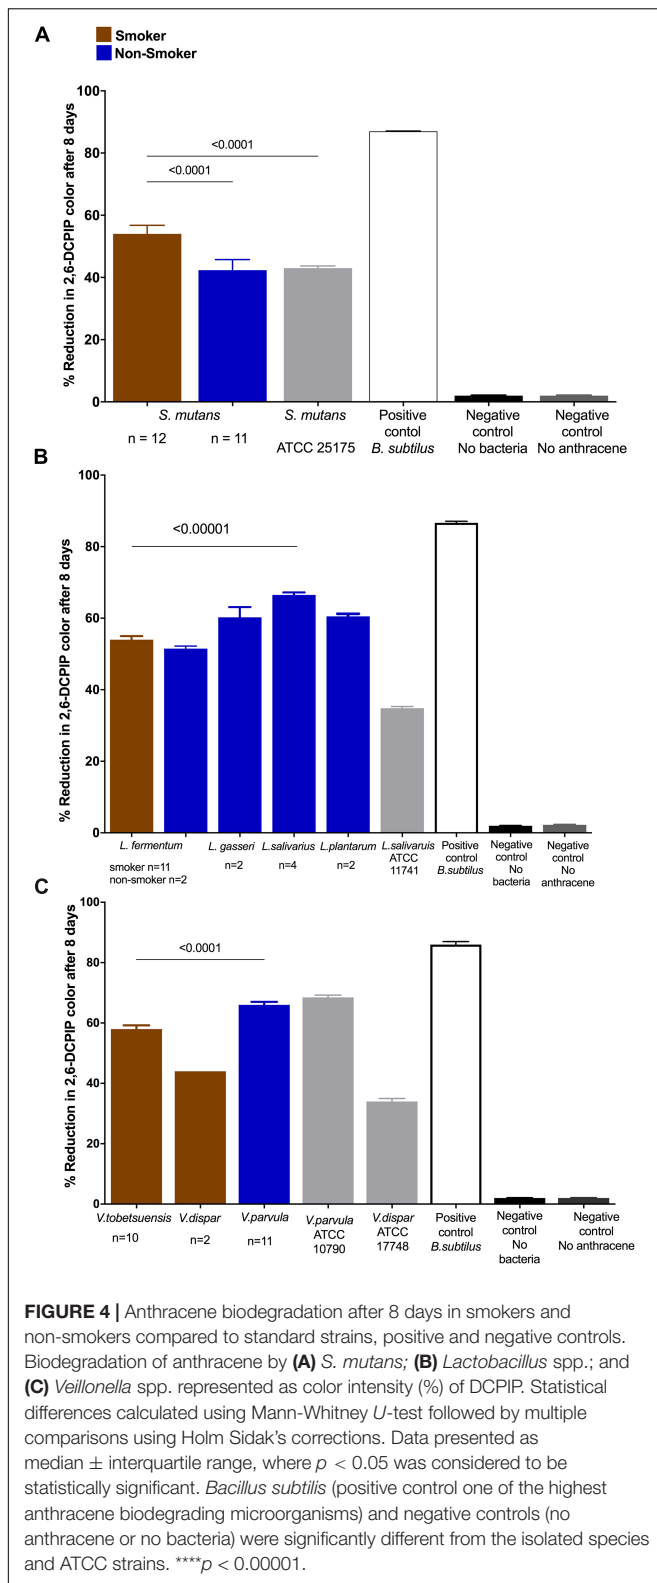 A
Smoker
Non-Smoker
% Reduction in 2,6-DCPIP color after 8 days
100
80
60
40
20
0
<0.0001
<0.0001
S. mutans
n = 12
n = 11
S. mutans
ATCC 25175
Positive
contol
B. subtilus
Negative
control
No bacteria
Negative
control
No anthracene
B
% Reduction in 2,6-DCPIP color after 8 days
100
80
60
40
20
0
<0.00001
L. fermentum
smoker n=11
non-smoker n=2
L. gasseri
n=2
L.salivarius
n=4
L.plantarum
n=2
L.salivaruis
ATCC
11741
Positive
control
B.subtilus
Negative
control
No
bacteria
Negative
control
No
anthracene
C
% Reduction in 2,6-DCPIP color after 8 days
100
80
60
40
20
0
<0.0001
V.tobetsuensis
n=10
V.dispar
n=2
V.parvula
n=11
V.parvula
ATCC
10790
V.dispar
ATCC
17748
Positive
control
B.subtilus
Negative
control
No
bacteria
Negative
control
No anthracene
FIGURE 4 | Anthracene biodegradation after 8 days in smokers and
non-smokers compared to standard strains, positive and negative controls.
Biodegradation of anthracene by (A) S. mutans; (B) Lactobacillus spp.; and
(C) Veillonella spp. represented as color intensity (%) of DCPIP. Statistical
differences calculated using Mann-Whitney U-test followed by multiple
comparisons using Holm Sidak's corrections. Data presented as
median ± interquartile range, where p < 0.05 was considered to be
statistically significant. Bacillus subtilis (positive control one of the highest
anthracene biodegrading microorganisms) and negative controls (no
anthracene or no bacteria) were significantly different from the isolated species
and ATCC strains. ****p < 0.00001.